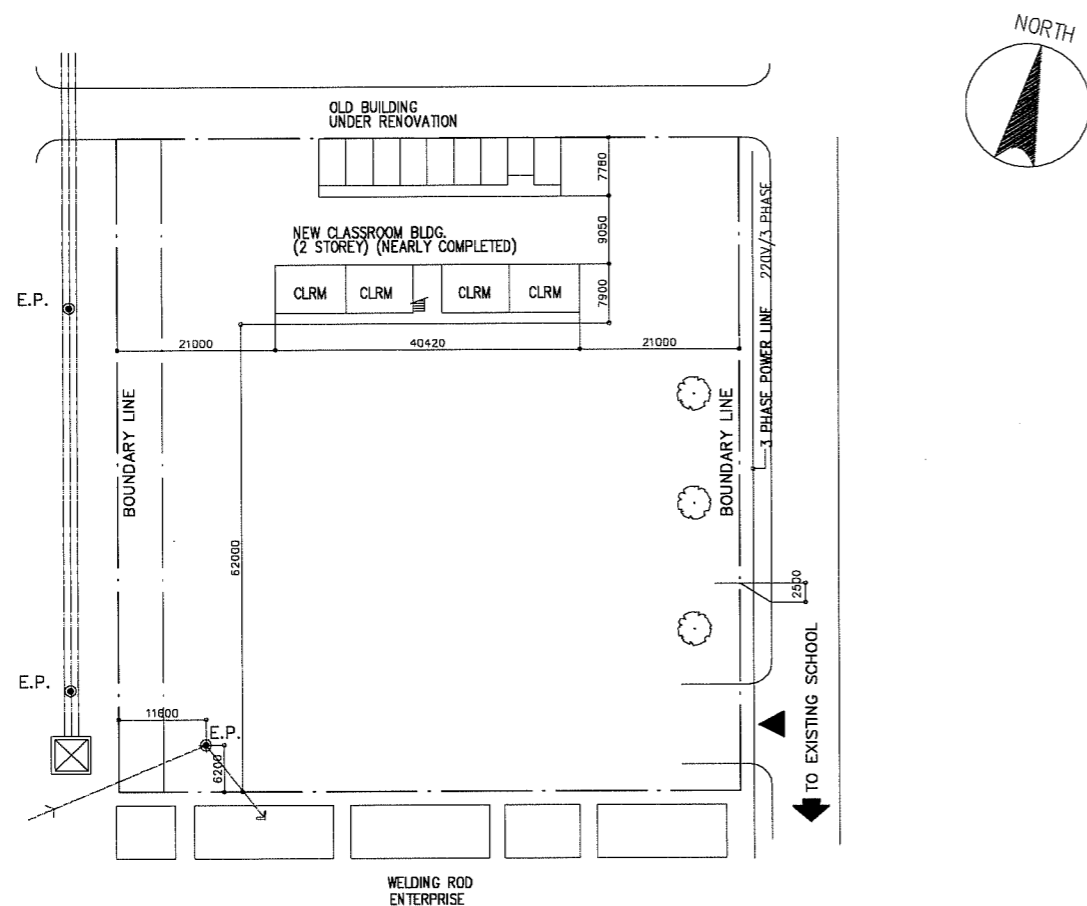 NORTH
OLD BUILDING
UNDER RENOVATION
7780
9050
7900
220V/3 PHASE
3 PHASE POWER LINE
NEW CLASSROOM BLDG.
(2 STOREY) (NEARLY COMPLETED)
CLRM
CLRM
CLRM
CLRM
E.P.
21000
40420
21000
BOUNDARY LINE
BOUNDARY LINE
62000
2500
E.P.
11600
E.P.
6200
TO EXISTING SCHOOL
WELDING ROD
ENTERPRISE